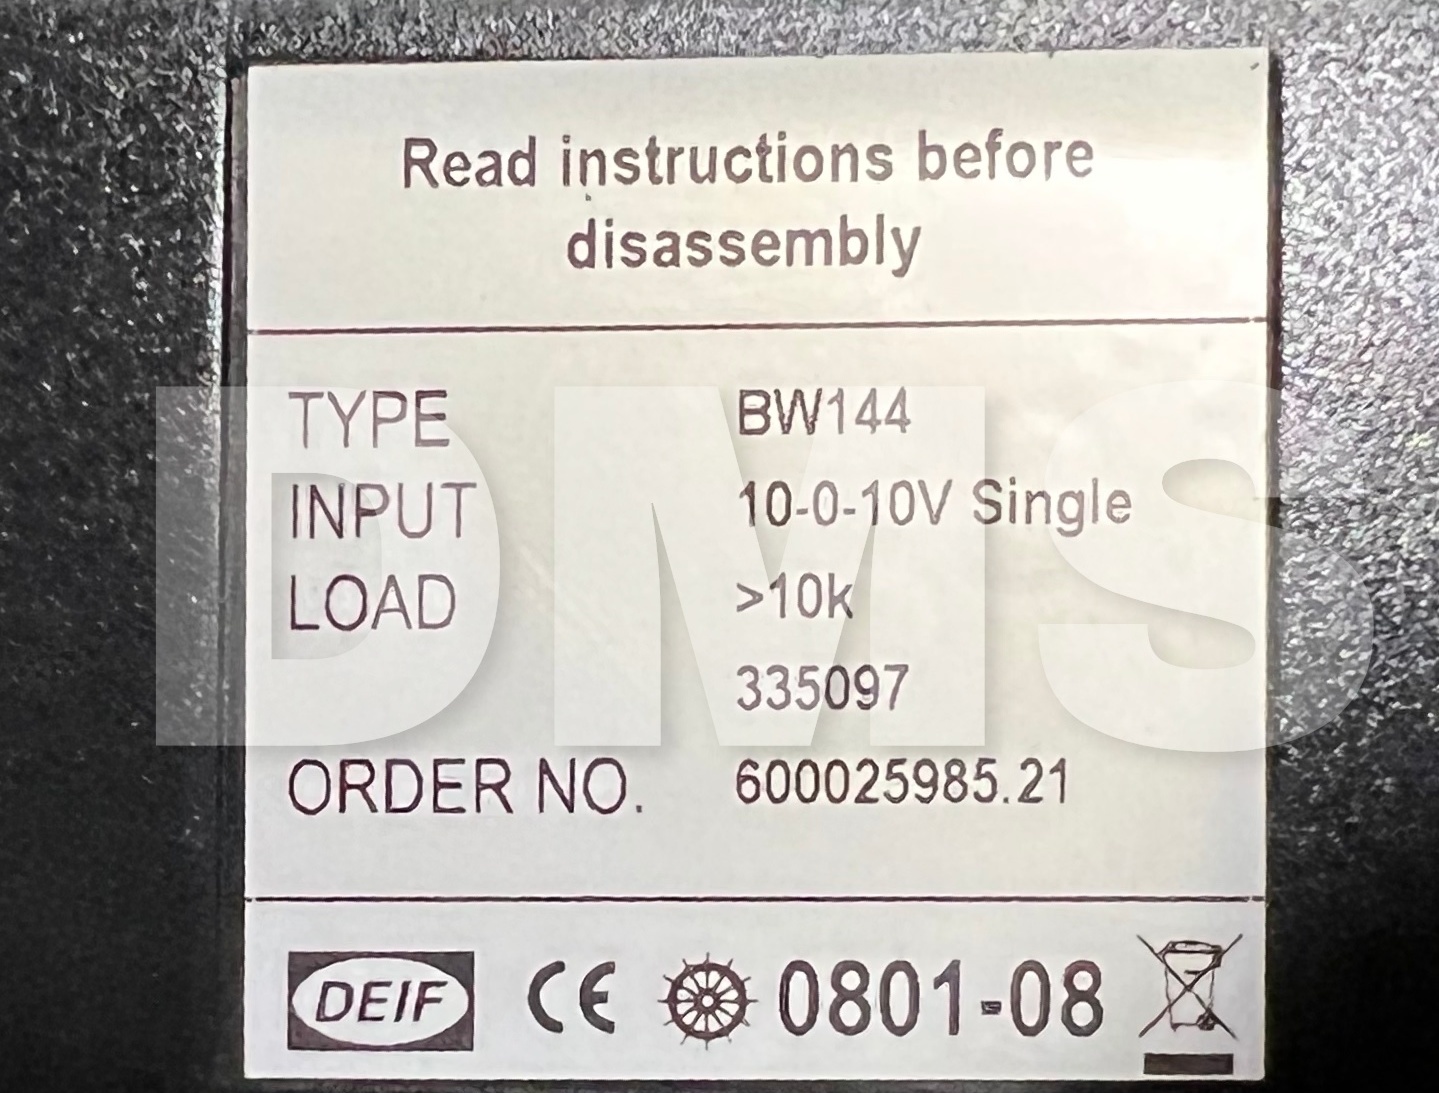 Read instructions before
disassembly
TYPE BW144
INPUT 10-0-10V Single
LOAD >10k
335097
ORDER NO. 600025985.21
DEIF CE 0801-08
DMS